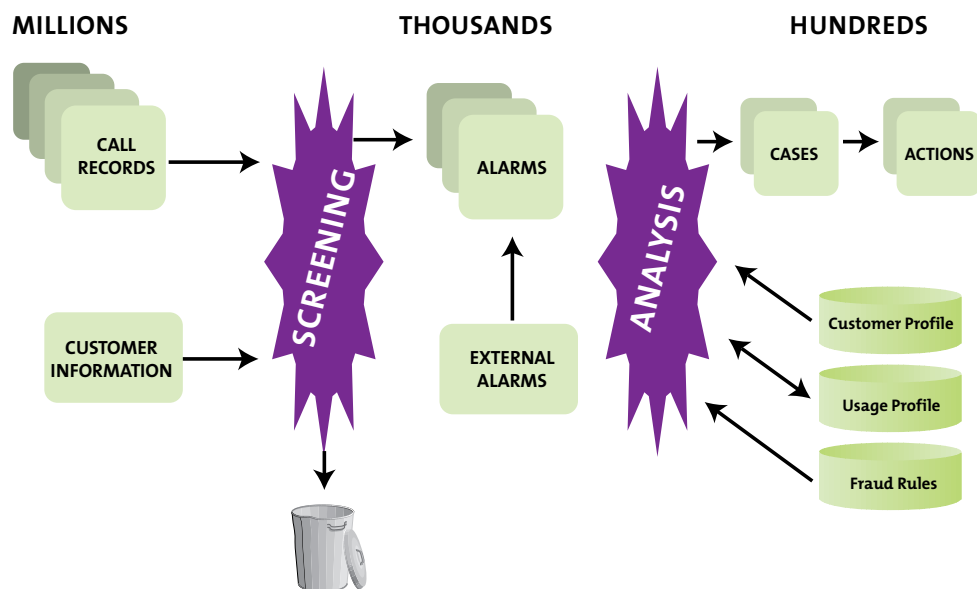 MILLIONS
THOUSANDS
HUNDREDS
CALL
RECORDS
SCREENING
ALARMS
ANALYSIS
CASES
ACTIONS
CUSTOMER
INFORMATION
EXTERNAL
ALARMS
Customer Profile
Usage Profile
Fraud Rules